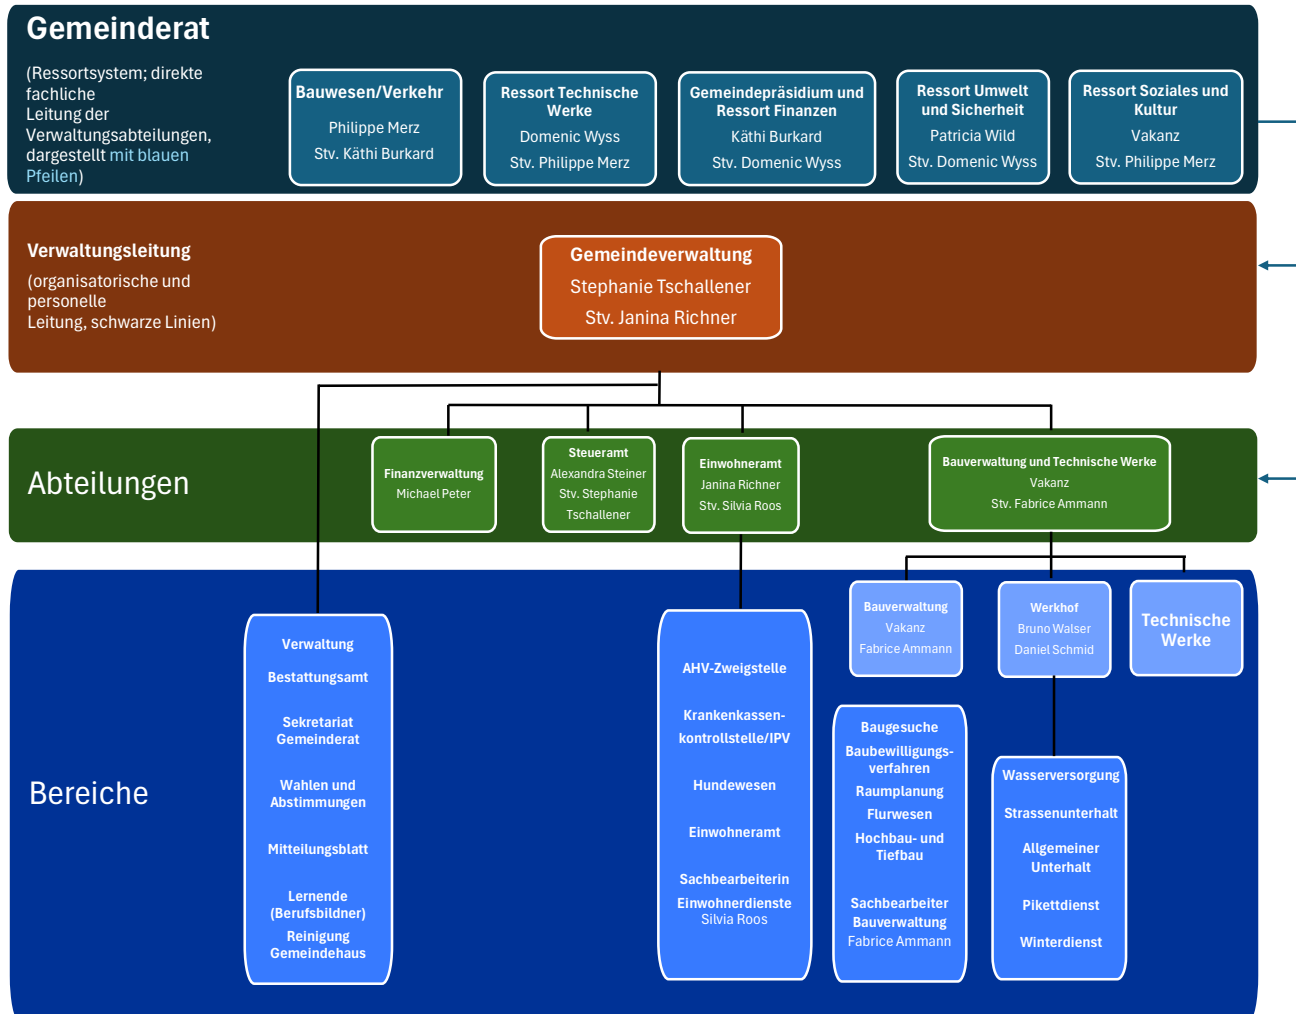 Gemeinderat
(Ressortsystem; direkte
fachliche
Leitung der
Verwaltungsabteilungen,
dargestellt mit blauen
Pfeilen)
Bauwesen/Verkehr
Philippe Merz
Stv. Käthi Burkard
Ressort Technische
Werke
Domenic Wyss
Stv. Philippe Merz
Gemeindepräsidium und
Ressort Finanzen
Käthi Burkard
Stv. Domenic Wyss
Ressort Umwelt
und Sicherheit
Patricia Wild
Stv. Domenic Wyss
Ressort Soziales und
Kultur
Vakanz
Stv. Philippe Merz
Verwaltungsleitung
(organisatorische und
personelle
Leitung, schwarze Linien)
Gemeindeverwaltung
Stephanie Tschallener
Stv. Janina Richner
Abteilungen
Finanzverwaltung
Michael Peter
Steueramt
Alexandra Steiner
Stv. Stephanie
Tschallener
Einwohneramt
Janina Richner
Stv. Silvia Roos
Bauverwaltung und Technische Werke
Vakanz
Stv. Fabrice Ammann
Bereiche
Verwaltung
Bestattungsamt
Sekretariat
Gemeinderat
Wahlen und
Abstimmungen
Mitteilungsblatt
Lernende
(Berufsbildner)
Reinigung
Gemeindehaus
AHV-Zweigstelle
Krankenkassen-
kontrollstelle/IPV
Hundewesen
Einwohneramt
Sachbearbeiterin
Einwohnerdienste
Silvia Roos
Bauverwaltung
Vakanz
Fabrice Ammann
Baugesuche
Baubewilligungs-
verfahren
Raumplanung
Flurwesen
Hochbau- und
Tiefbau
Sachbearbeiter
Bauverwaltung
Fabrice Ammann
Werkhof
Bruno Walser
Daniel Schmid
Wasserversorgung
Strassenunterhalt
Allgemeiner
Unterhalt
Pikettdienst
Winterdienst
Technische
Werke